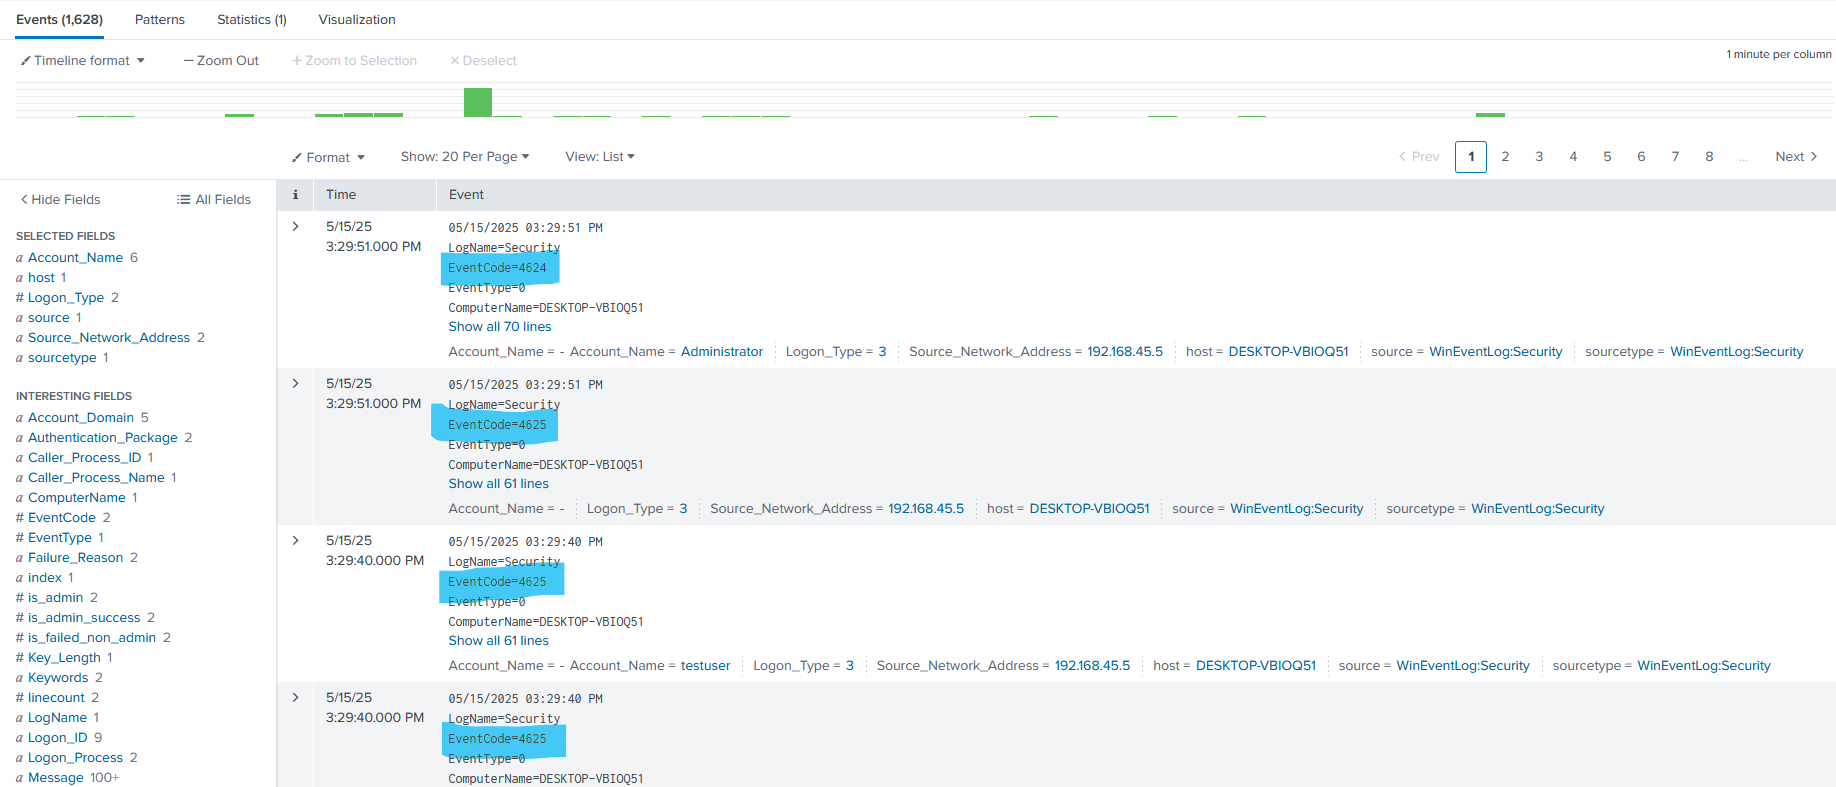 Events (1,628) Patterns Statistics (1) Visualization
Timeline format — Zoom Out + Zoom to Selection × Deselect 1 minute per column
Format Show: 20 Per Page View: List < Prev 1 2 3 4 5 6 7 8 ... Next >
< Hide Fields All Fields
SELECTED FIELDS
a Account_Name 6
a host 1
# Logon_Type 2
a source 1
a Source_Network_Address 2
a sourcetype 1
INTERESTING FIELDS
a Account_Domain 5
a Authentication_Package 2
a Caller_Process_ID 1
a Caller_Process_Name 1
a ComputerName 1
# EventCode 2
# EventType 1
a Failure_Reason 2
a index 1
# is_admin 2
# is_admin_success 2
# is_failed_non_admin 2
# Key_Length 1
a Keywords 2
# linecount 2
a LogName 1
a Logon_ID 9
a Logon_Process 2
a Message 100+
i Time Event
> 5/15/25 3:29:51.000 PM
05/15/2025 03:29:51 PM
LogName=Security
EventCode=4624
EventType=0
ComputerName=DESKTOP-VBIOQ51
Show all 70 lines
Account_Name = - Account_Name = Administrator Logon_Type = 3 Source_Network_Address = 192.168.45.5 host = DESKTOP-VBIOQ51 source = WinEventLog:Security sourcetype = WinEventLog:Security
> 5/15/25 3:29:51.000 PM
05/15/2025 03:29:51 PM
LogName=Security
EventCode=4625
EventType=0
ComputerName=DESKTOP-VBIOQ51
Show all 61 lines
Account_Name = - Logon_Type = 3 Source_Network_Address = 192.168.45.5 host = DESKTOP-VBIOQ51 source = WinEventLog:Security sourcetype = WinEventLog:Security
> 5/15/25 3:29:40.000 PM
05/15/2025 03:29:40 PM
LogName=Security
EventCode=4625
EventType=0
ComputerName=DESKTOP-VBIOQ51
Show all 61 lines
Account_Name = - Account_Name = testuser Logon_Type = 3 Source_Network_Address = 192.168.45.5 host = DESKTOP-VBIOQ51 source = WinEventLog:Security sourcetype = WinEventLog:Security
> 5/15/25 3:29:40.000 PM
05/15/2025 03:29:40 PM
LogName=Security
EventCode=4625
EventType=0
ComputerName=DESKTOP-VBIOQ51